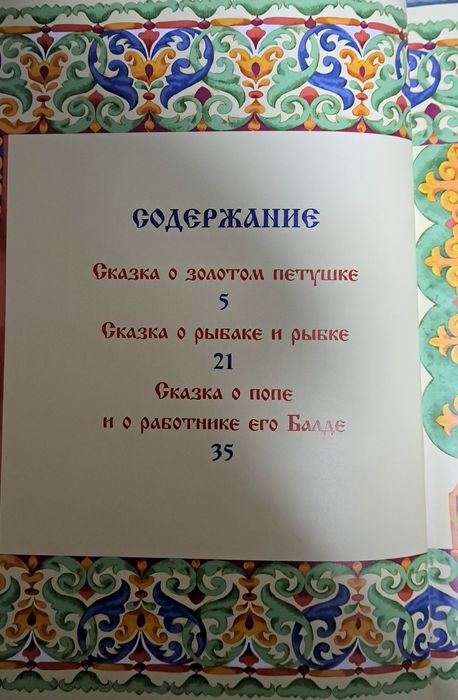 СОДЕРЖАНИЕ
Сказка о золотом петушке
5
Сказка о рыбаке и рыбке
21
Сказка о попе
и о работнике его Балде
35